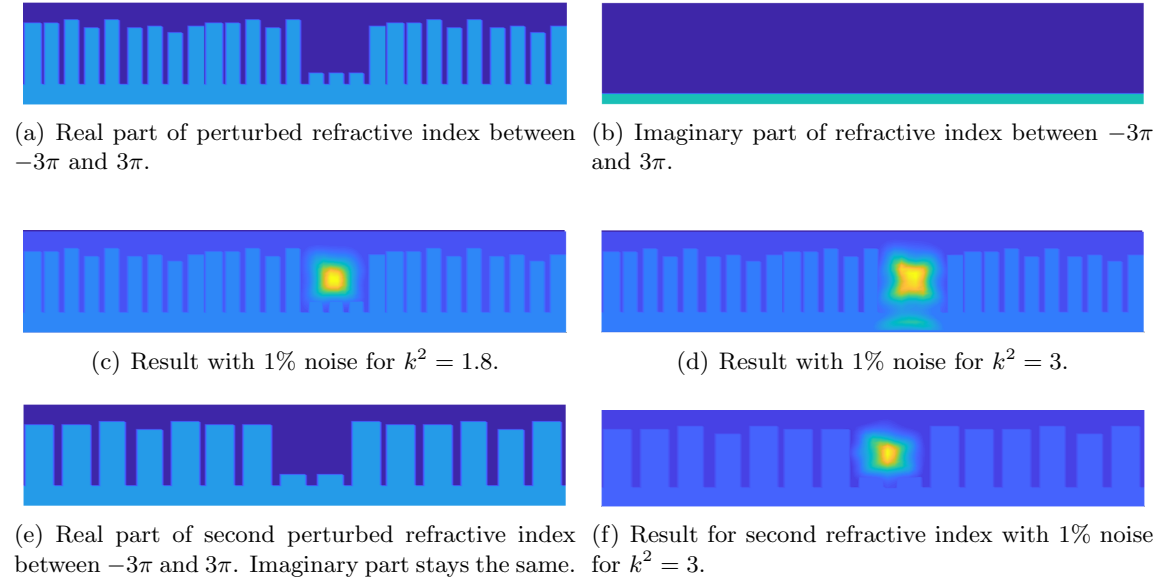 (a) Real part of perturbed refractive index between −3π and 3π.
(b) Imaginary part of refractive index between −3π and 3π.
(c) Result with 1% noise for k² = 1.8.
(d) Result with 1% noise for k² = 3.
(e) Real part of second perturbed refractive index between −3π and 3π. Imaginary part stays the same.
(f) Result for second refractive index with 1% noise for k² = 3.